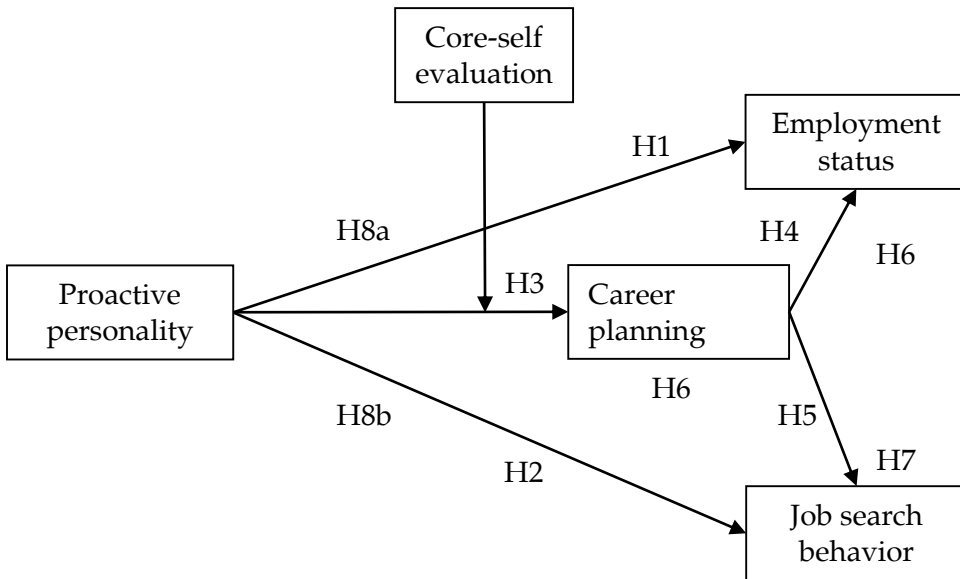 Core-self
evaluation
Employment
status
H1
H8a
H4
H6
Proactive
personality
H3
Career
planning
H6
H8b
H5
H2
H7
Job search
behavior